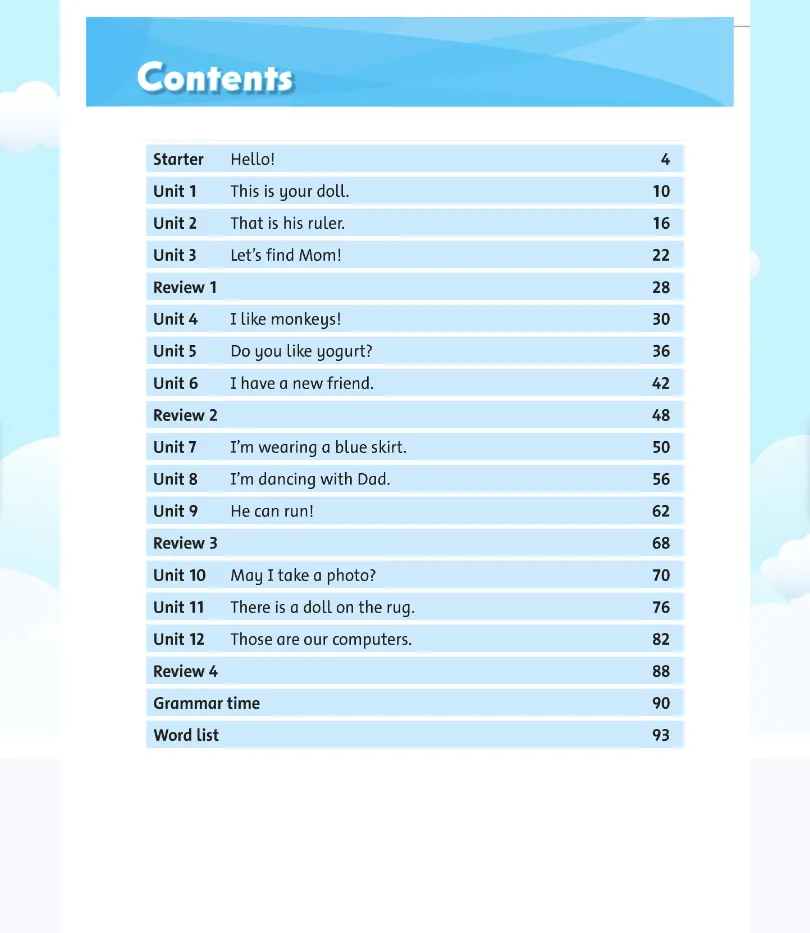 Contents
Starter Hello! 4
Unit 1 This is your doll. 10
Unit 2 That is his ruler. 16
Unit 3 Let's find Mom! 22
Review 1 28
Unit 4 I like monkeys! 30
Unit 5 Do you like yogurt? 36
Unit 6 I have a new friend. 42
Review 2 48
Unit 7 I'm wearing a blue skirt. 50
Unit 8 I'm dancing with Dad. 56
Unit 9 He can run! 62
Review 3 68
Unit 10 May I take a photo? 70
Unit 11 There is a doll on the rug. 76
Unit 12 Those are our computers. 82
Review 4 88
Grammar time 90
Word list 93